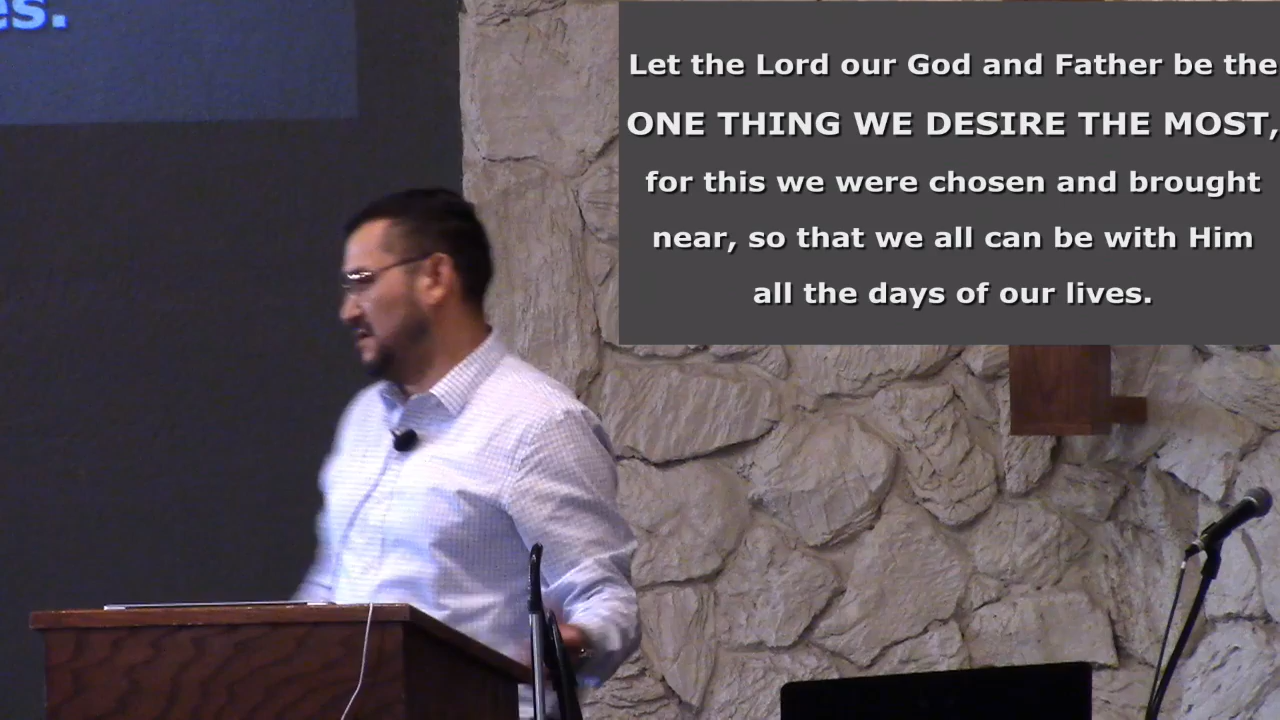 es.
Let the Lord our God and Father be the
ONE THING WE DESIRE THE MOST,
for this we were chosen and brought
near, so that we all can be with Him
all the days of our lives.